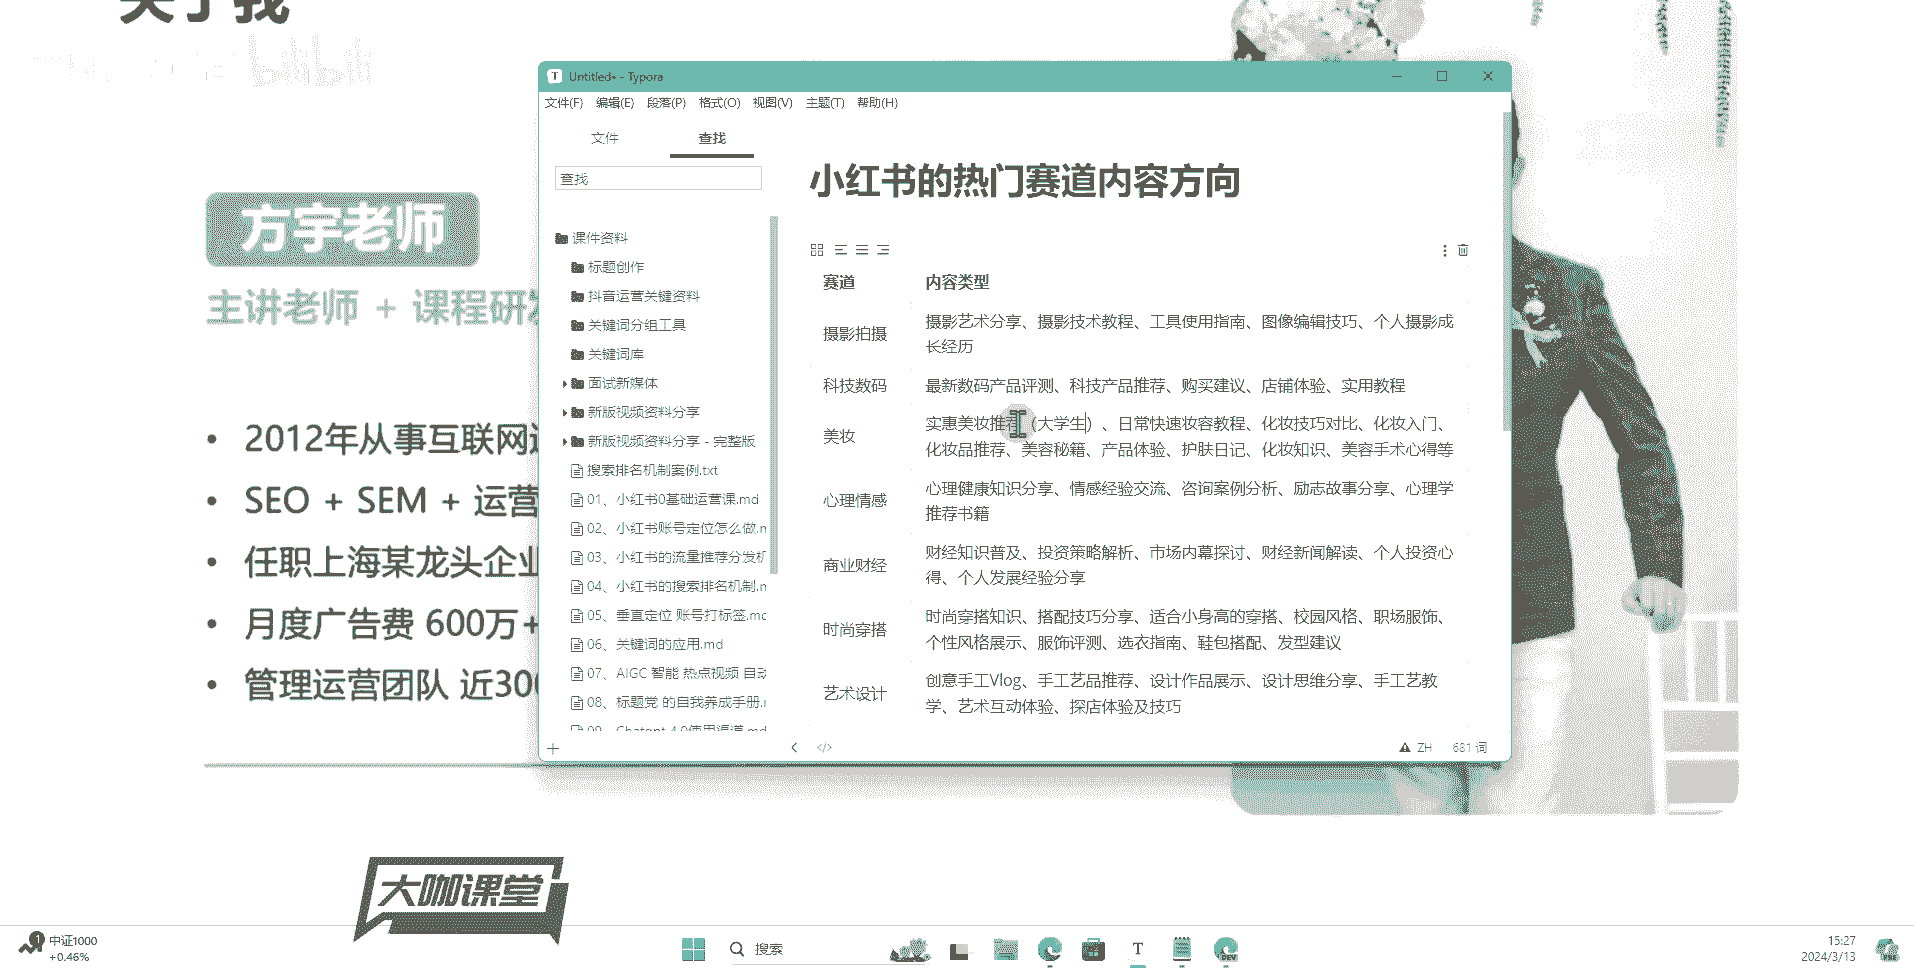 关于我
bilibili
方宇老师
主讲老师 + 课程研发
• 2012年从事互联网运
• SEO + SEM + 运营
• 任职上海某龙头企业
• 月度广告费 600万+
• 管理运营团队 近300
Untitled• - Typora
文件(F) 编辑(E) 段落(P) 格式(O) 视图(V) 主题(T) 帮助(H)
文件 查找
查找
课件资料
标题创作
抖音运营关键资料
关键词分组工具
关键词库
面试新媒体
新版视频资料分享
新版视频资料分享 - 完整版
搜索排名机制案例.txt
01、小红书0基础运营课.md
02、小红书账号定位怎么做.m
03、小红书的流量推荐分发机
04、小红书的搜索排名机制.m
05、垂直定位 账号打标签.md
06、关键词的应用.md
07、AIGC 智能 热点视频 自动
08、标题党 的自我养成手册.m
09、Chatgpt 4.0使用渠道.md
小红书的热门赛道内容方向
赛道 内容类型
摄影拍摄 摄影艺术分享、摄影技术教程、工具使用指南、图像编辑技巧、个人摄影成
长经历
科技数码 最新数码产品评测、科技产品推荐、购买建议、店铺体验、实用教程
美妆 实惠美妆推荐（大学生）、日常快速妆容教程、化妆技巧对比、化妆入门、
化妆品推荐、美容秘籍、产品体验、护肤日记、化妆知识、美容手术心得等
心理情感 心理健康知识分享、情感经验交流、咨询案例分析、励志故事分享、心理学
推荐书籍
商业财经 财经知识普及、投资策略解析、市场内幕探讨、财经新闻解读、个人投资心
得、个人发展经验分享
时尚穿搭 时尚穿搭知识、搭配技巧分享、适合小身高的穿搭、校园风格、职场服饰、
个性风格展示、服饰评测、选衣指南、鞋包搭配、发型建议
艺术设计 创意手工Vlog、手工艺品推荐、设计作品展示、设计思维分享、手工艺教
学、艺术互动体验、探店体验及技巧
ZH 681 词
大咖课堂
1 中证1000
+0.46%
搜索
T
DEV
15:27
2024/3/13
PRE